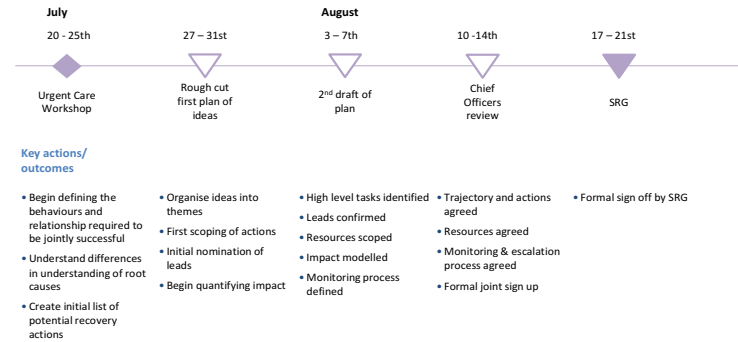 July
August
20 - 25th
27 – 31st
3 – 7th
10 -14th
17 – 21st
Urgent Care
Workshop
Rough cut
first plan of
ideas
2nd draft of
plan
Chief
Officers
review
SRG
Key actions/
outcomes
• Begin defining the
behaviours and
relationship required to
be jointly successful
• Understand differences
in understanding of root
causes
• Create initial list of
potential recovery
actions
• Organise ideas into
themes
• First scoping of actions
• Initial nomination of
leads
• Begin quantifying impact
• High level tasks identified
• Leads confirmed
• Resources scoped
• Impact modelled
• Monitoring process
defined
• Trajectory and actions
agreed
• Resources agreed
• Monitoring & escalation
process agreed
• Formal joint sign up
• Formal sign off by SRG